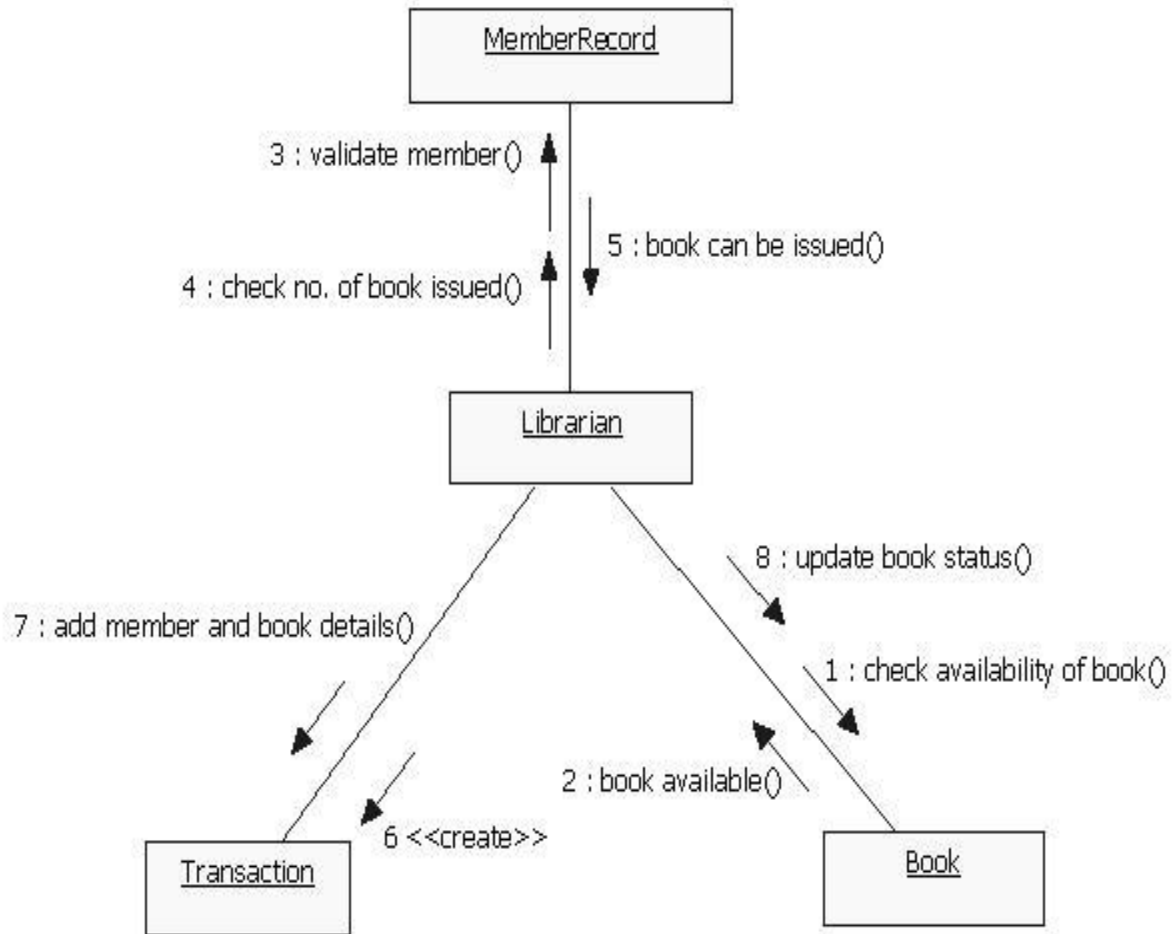 MemberRecord
3 : validate member()
5 : book can be issued()
4 : check no. of book issued()
Librarian
8 : update book status()
7 : add member and book details()
1 : check availability of book()
2 : book available()
6 <<create>>
Transaction
Book